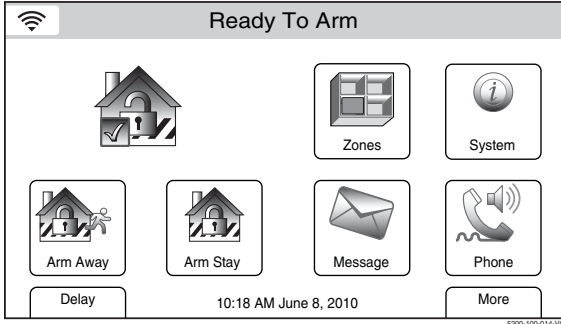 Ready To Arm
Zones
System
Arm Away
Arm Stay
Message
Phone
Delay
10:18 AM June 8, 2010
More